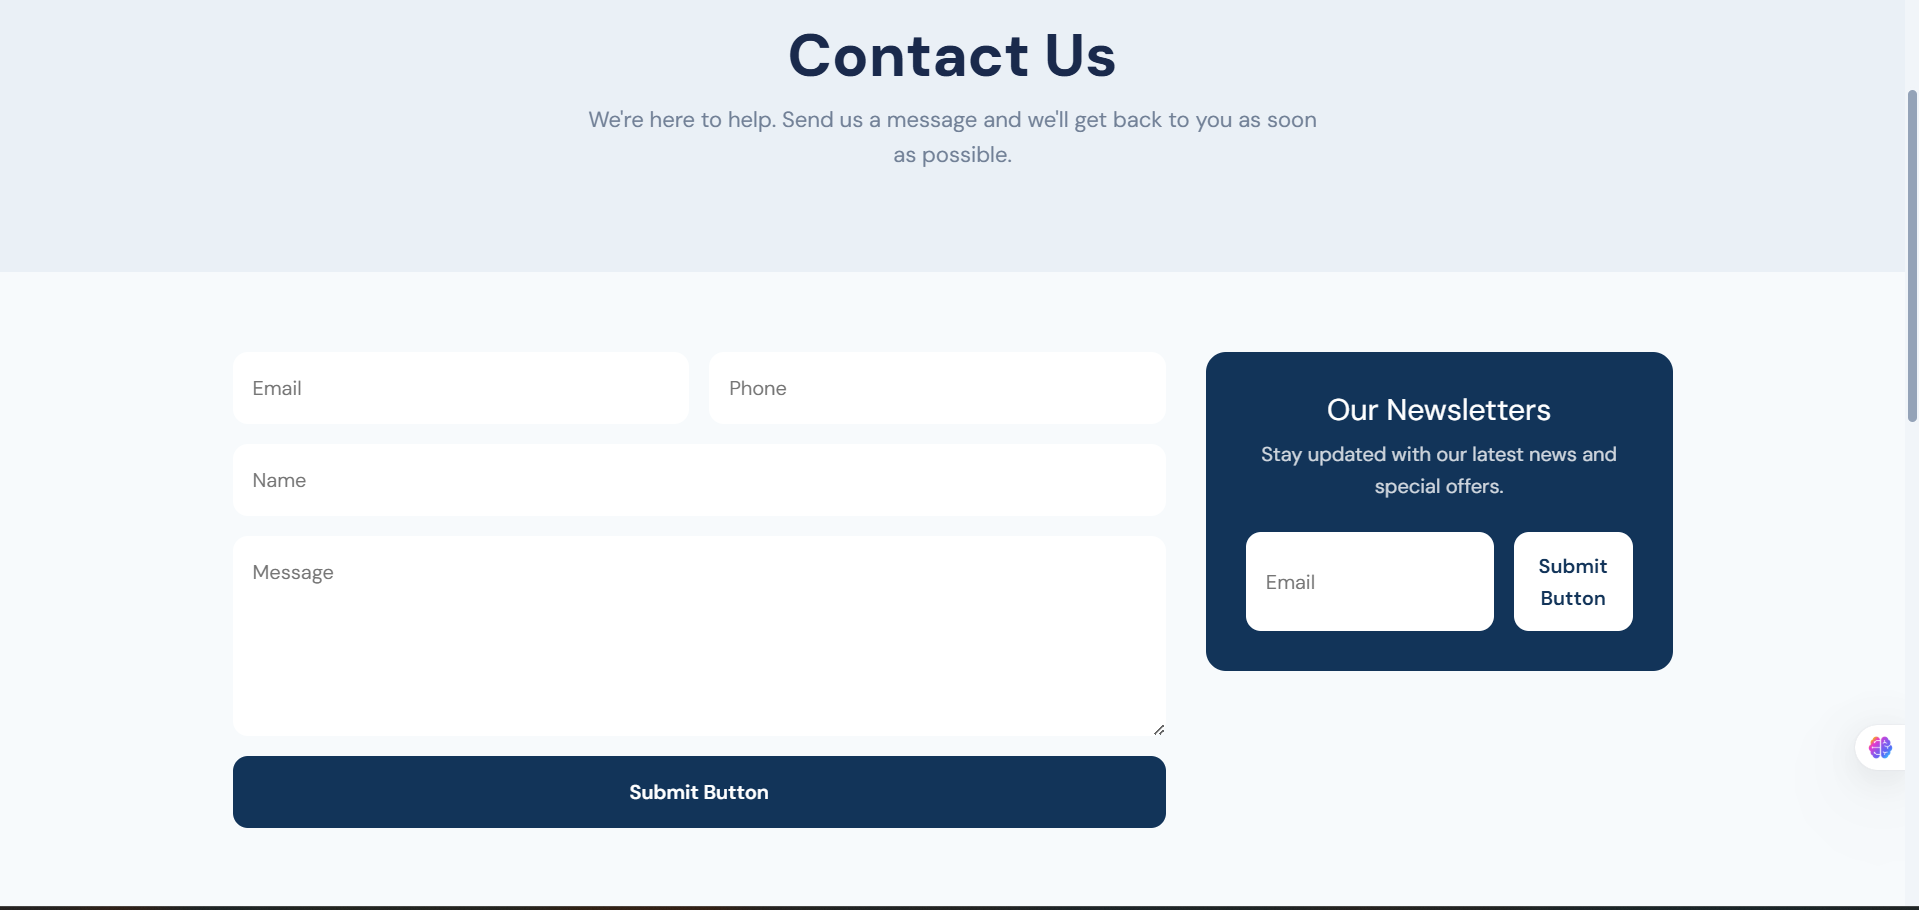 Contact Us
We're here to help. Send us a message and we'll get back to you as soon
as possible.
Email
Phone
Name
Message
Submit Button
Our Newsletters
Stay updated with our latest news and
special offers.
Email
Submit
Button